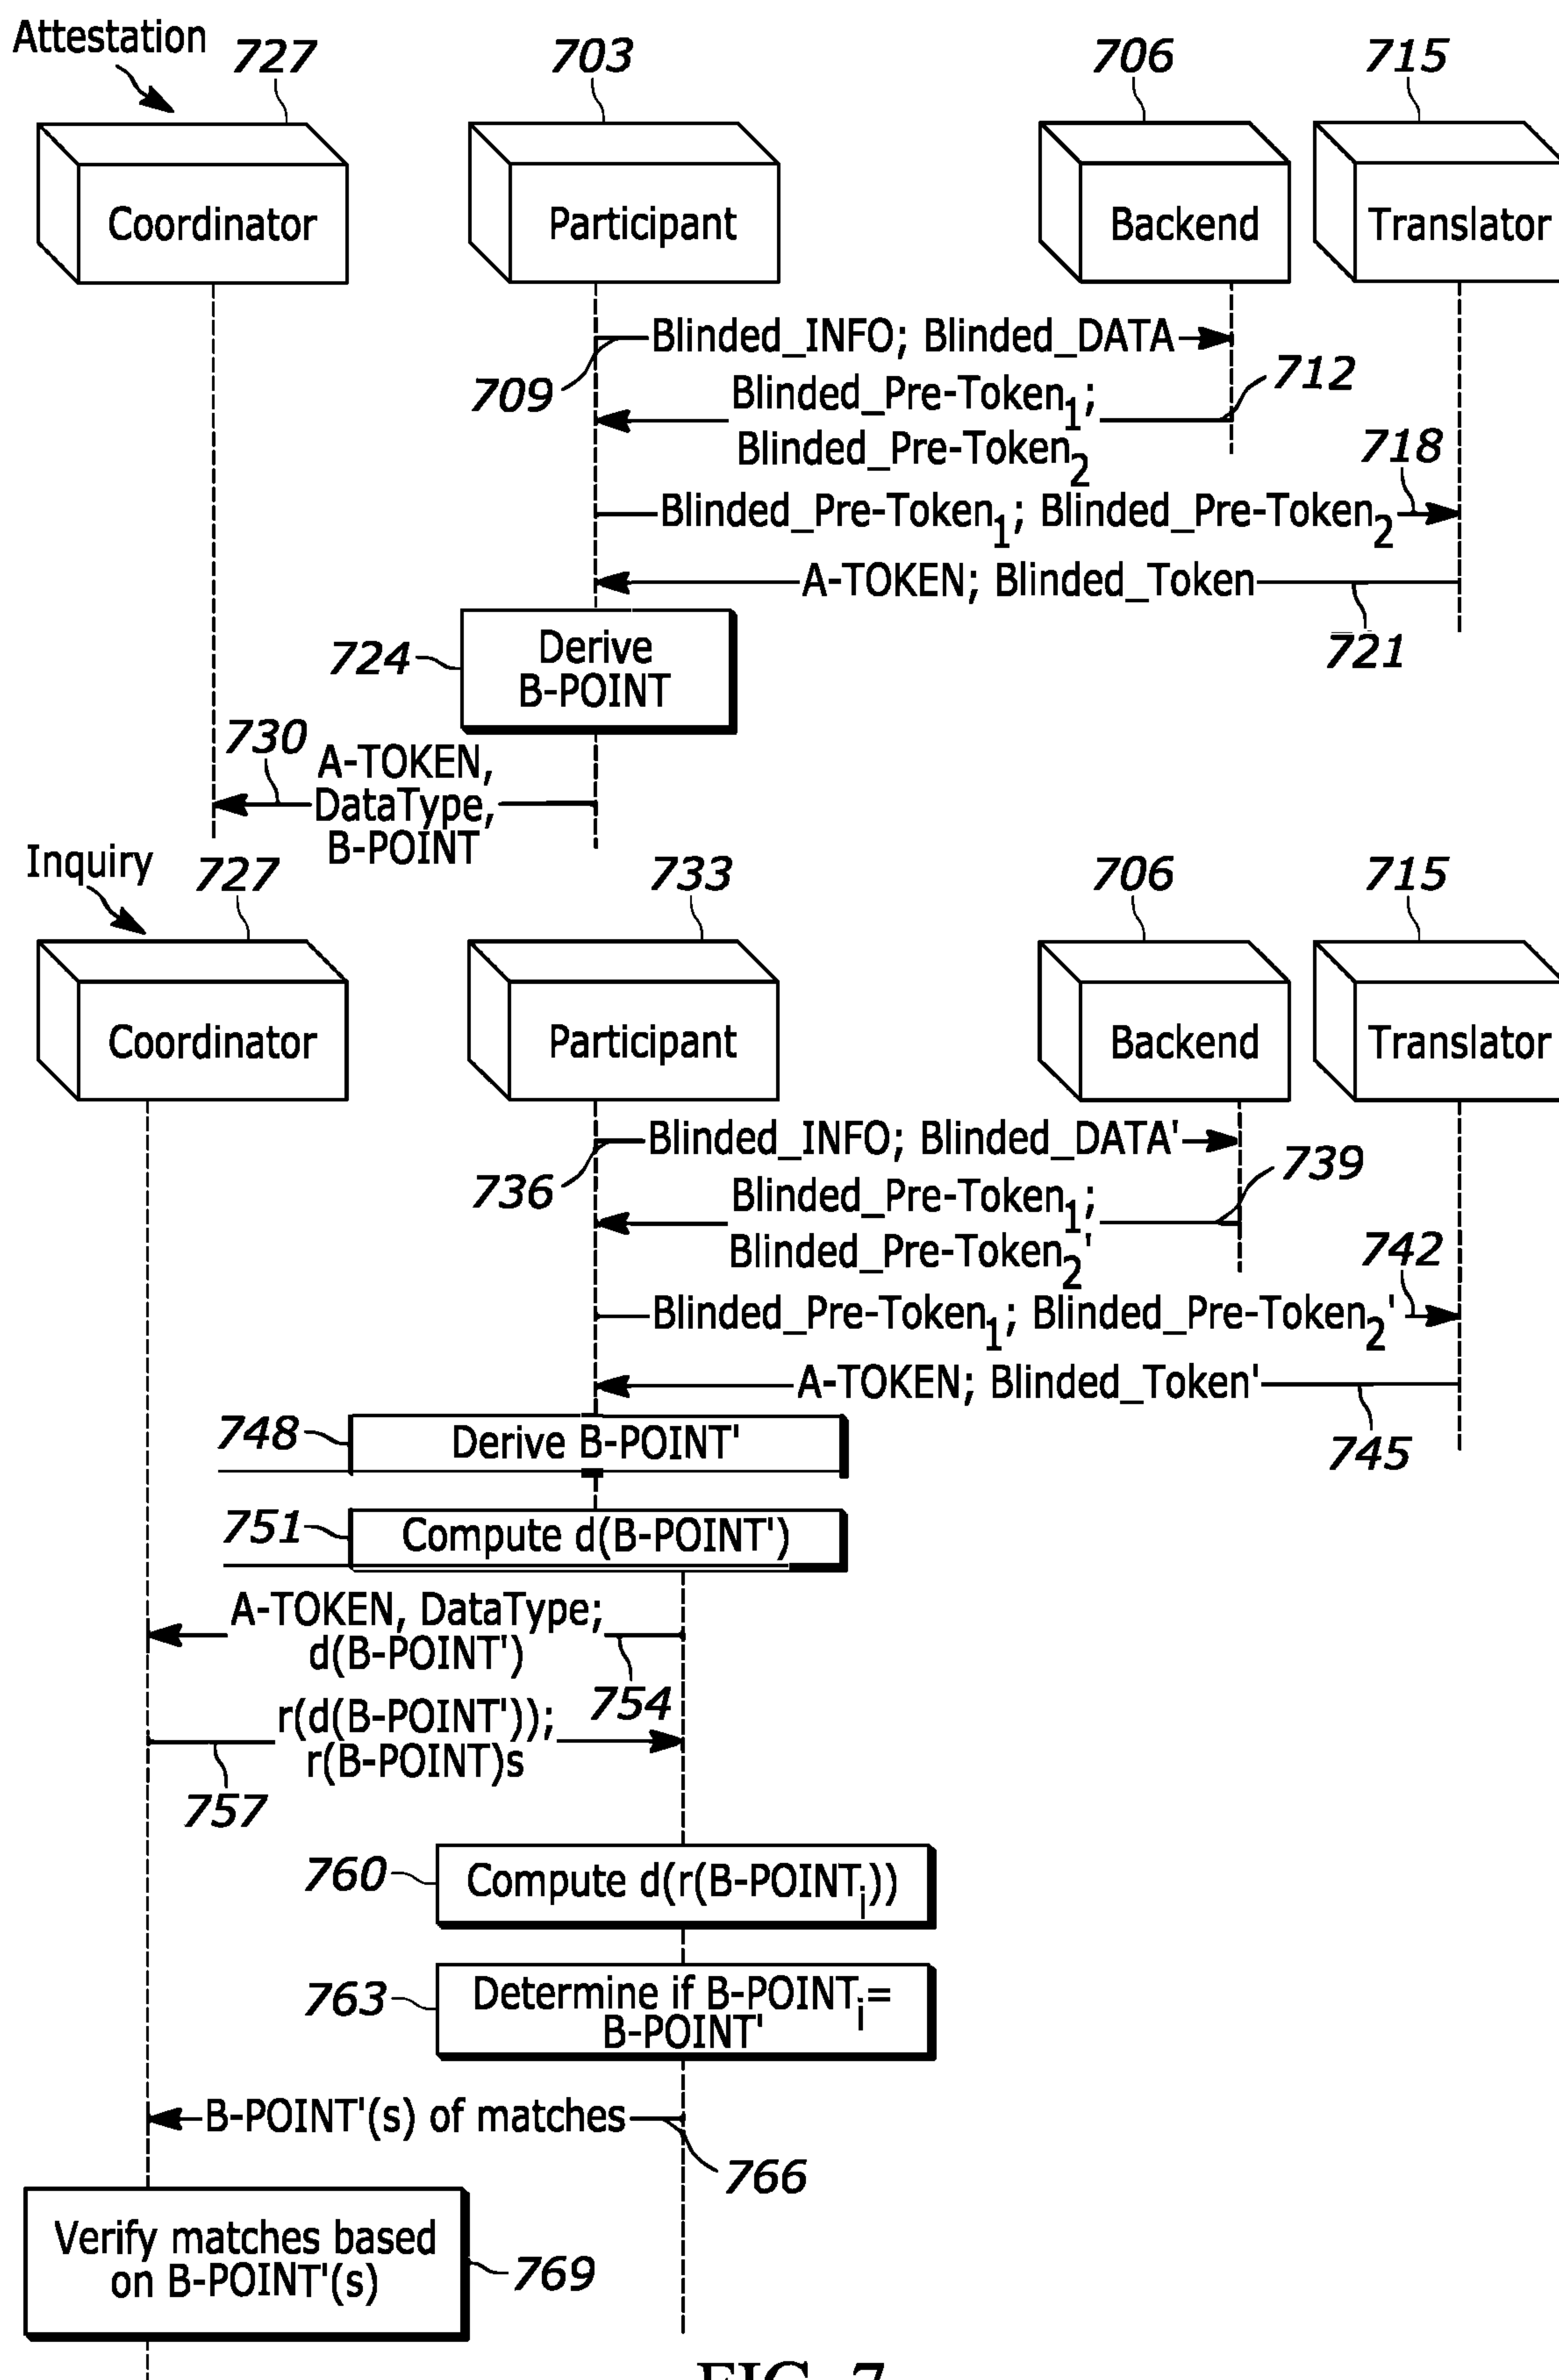 Attestation
727
703
706
715
Coordinator
Participant
Backend
Translator
Blinded_INFO; Blinded_DATA
709
Blinded_Pre-Token1;
Blinded_Pre-Token2
712
718
Blinded_Pre-Token1; Blinded_Pre-Token2
A-TOKEN; Blinded_Token
721
724
Derive
B-POINT
730
A-TOKEN,
DataType,
B-POINT
Inquiry
727
733
706
715
Coordinator
Participant
Backend
Translator
Blinded_INFO; Blinded_DATA'
736
Blinded_Pre-Token1;
Blinded_Pre-Token2'
739
742
Blinded_Pre-Token1; Blinded_Pre-Token2'
A-TOKEN; Blinded_Token'
745
748
Derive B-POINT'
751
Compute d(B-POINT')
A-TOKEN, DataType;
d(B-POINT')
754
r(d(B-POINT'));
r(B-POINT)s
757
760
Compute d(r(B-POINTi))
763
Determine if B-POINTi=
B-POINT'
B-POINT'(s) of matches
766
Verify matches based
on B-POINT'(s)
769
FIG. 7